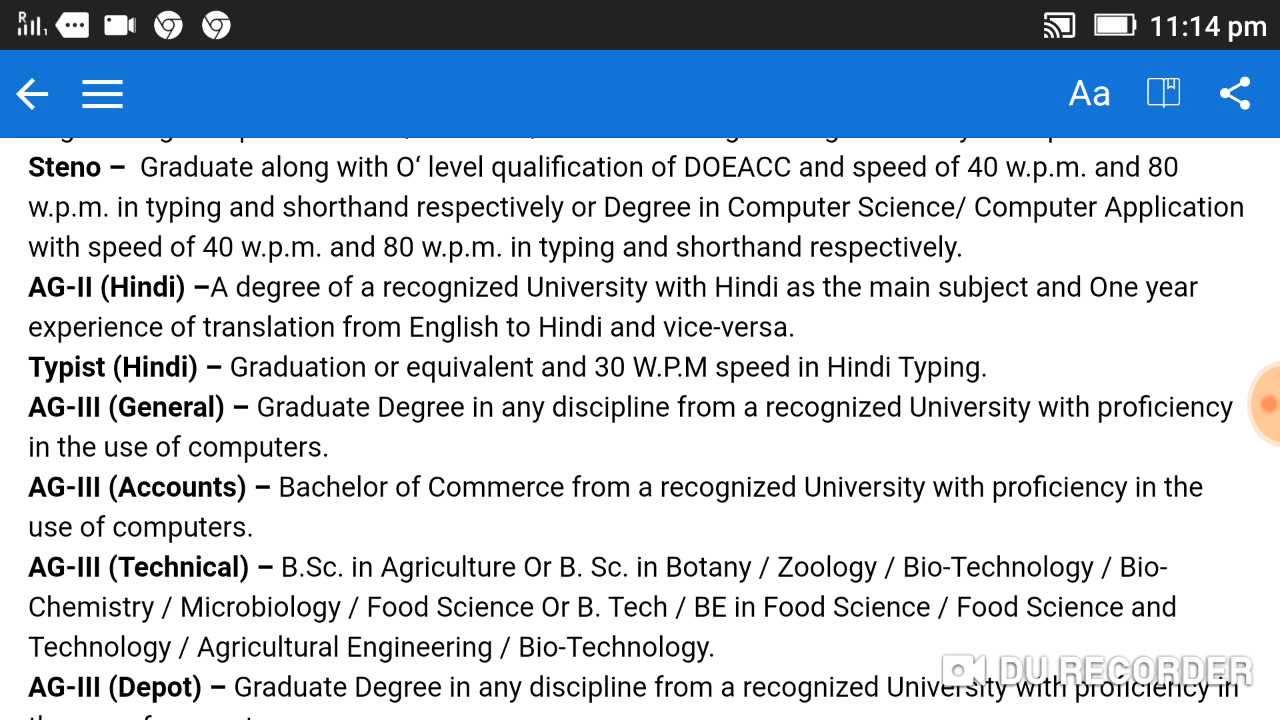 R
11:14 pm
Aa
Steno – Graduate along with O‘ level qualification of DOEACC and speed of 40 w.p.m. and 80
w.p.m. in typing and shorthand respectively or Degree in Computer Science/ Computer Application
with speed of 40 w.p.m. and 80 w.p.m. in typing and shorthand respectively.
AG-II (Hindi) –A degree of a recognized University with Hindi as the main subject and One year
experience of translation from English to Hindi and vice-versa.
Typist (Hindi) – Graduation or equivalent and 30 W.P.M speed in Hindi Typing.
AG-III (General) – Graduate Degree in any discipline from a recognized University with proficiency
in the use of computers.
AG-III (Accounts) – Bachelor of Commerce from a recognized University with proficiency in the
use of computers.
AG-III (Technical) – B.Sc. in Agriculture Or B. Sc. in Botany / Zoology / Bio-Technology / Bio-
Chemistry / Microbiology / Food Science Or B. Tech / BE in Food Science / Food Science and
Technology / Agricultural Engineering / Bio-Technology.
DU RECORDER
AG-III (Depot) – Graduate Degree in any discipline from a recognized University with proficiency in